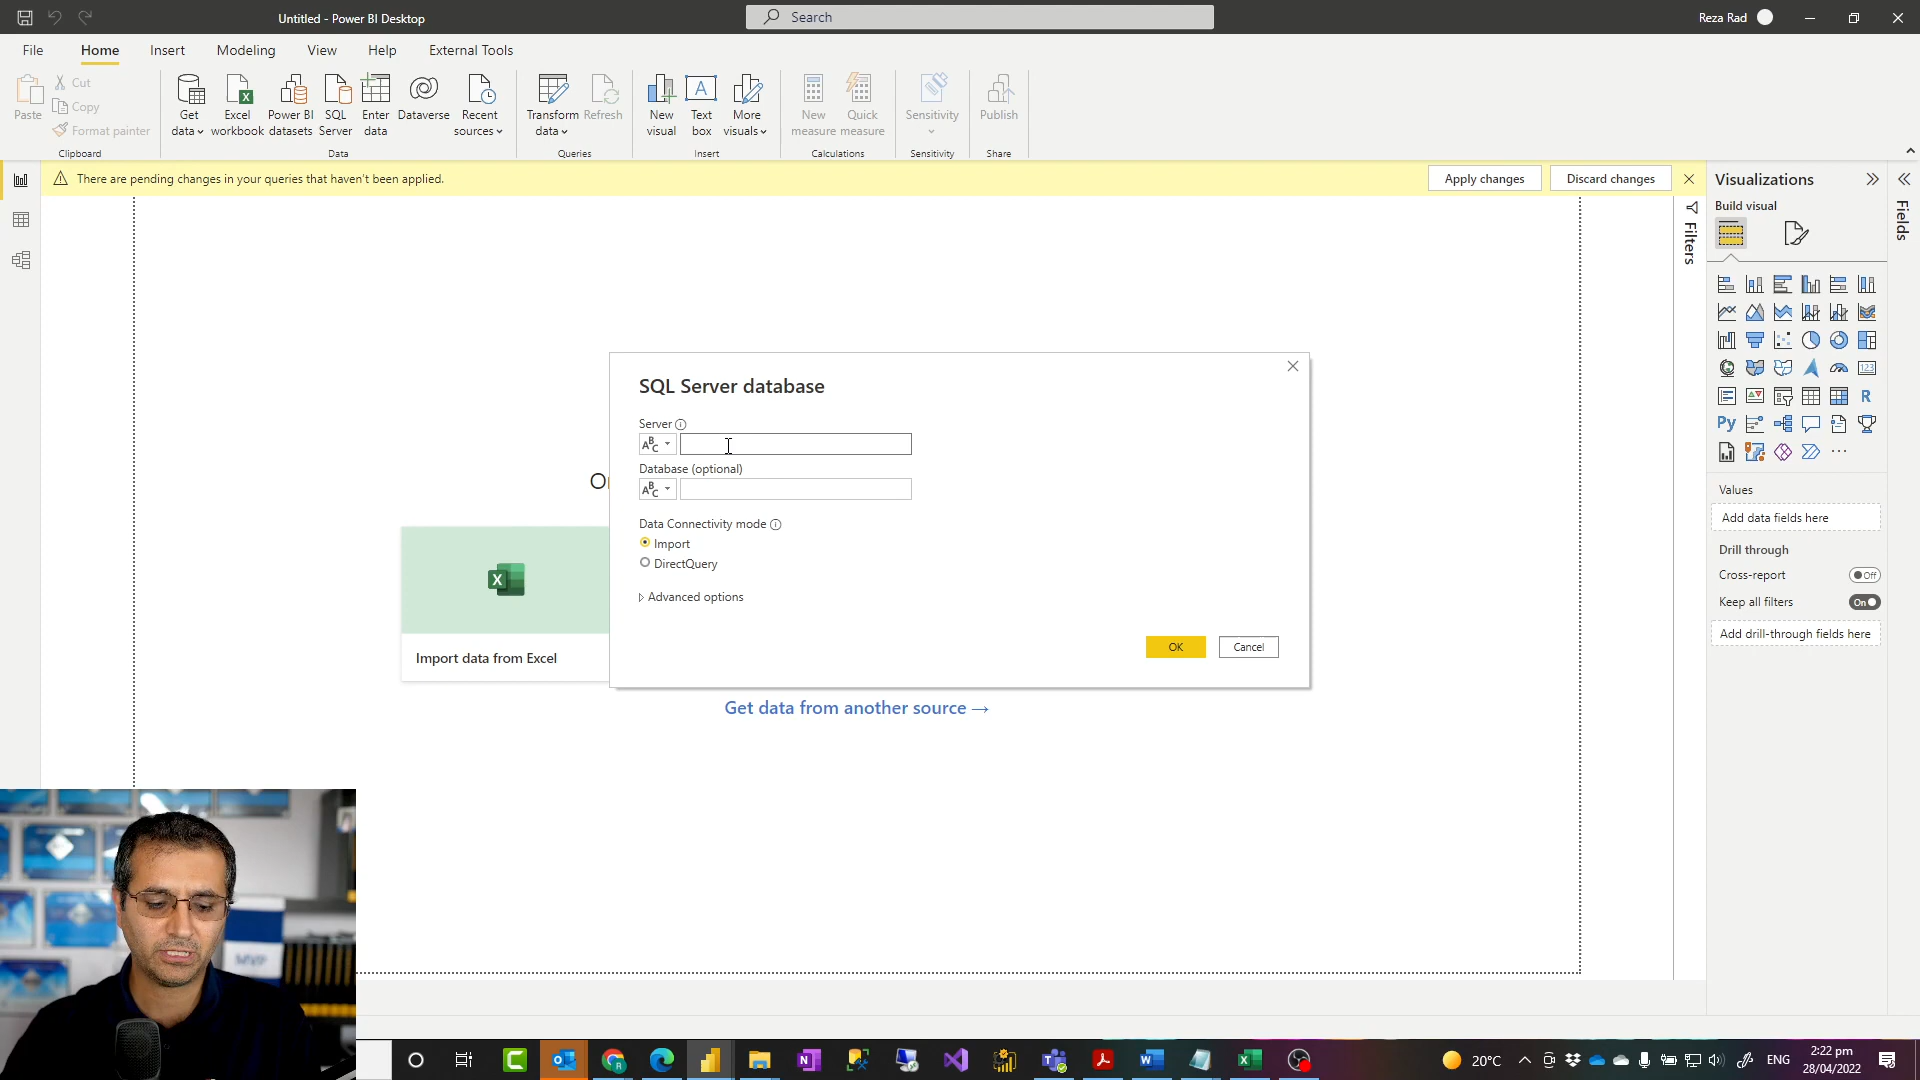 Untitled - Power BI Desktop
Search
Reza Rad
File Home Insert Modeling View Help External Tools
Paste
Cut
Copy
Format painter
Clipboard
Get data
Excel workbook
Power BI datasets
SQL Server
Enter data
Dataverse
Recent sources
Data
Transform data
Refresh
Queries
New visual
Text box
More visuals
Insert
New measure
Quick measure
Calculations
Sensitivity
Sensitivity
Publish
Share
There are pending changes in your queries that haven't been applied.
Apply changes
Discard changes
Visualizations
Build visual
Filters
Fields
SQL Server database
Server
Database (optional)
Data Connectivity mode
Import
DirectQuery
Advanced options
OK
Cancel
Import data from Excel
Get data from another source →
R
Py
123
Values
Add data fields here
Drill through
Cross-report
Off
Keep all filters
On
Add drill-through fields here
MVP
20°C
ENG
2:22 pm
28/04/2022